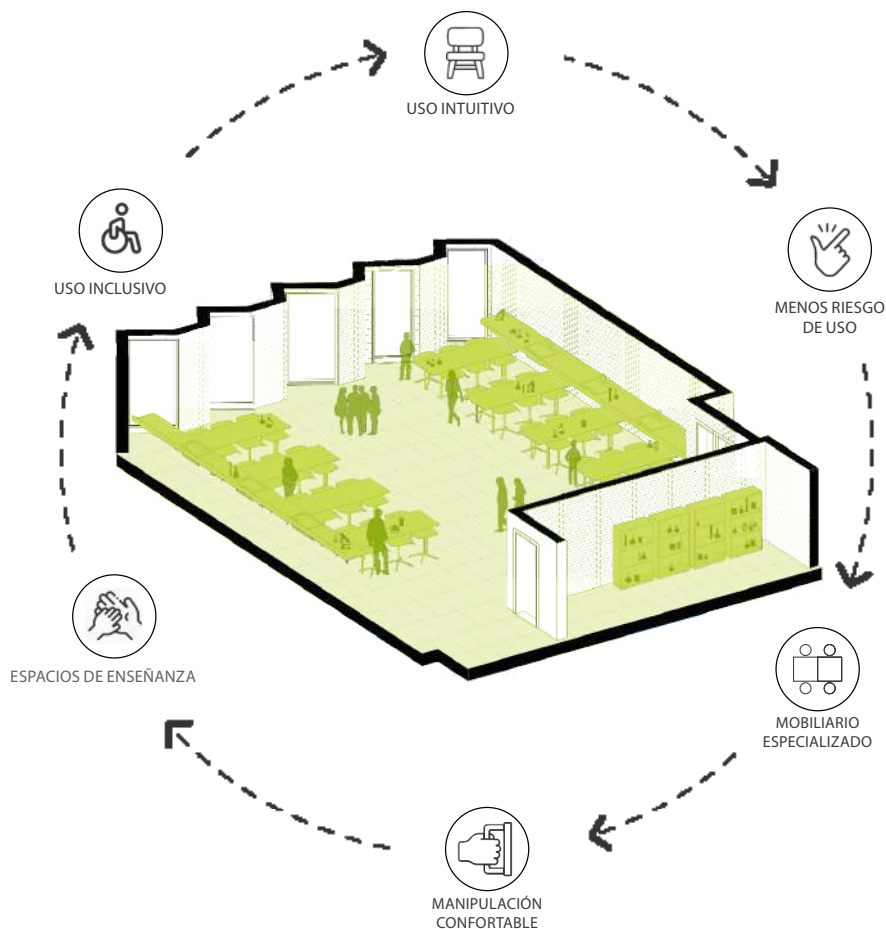 USO INTUITIVO
USO INCLUSIVO
MENOS RIESGO
DE USO
ESPACIOS DE ENSEÑANZA
MOBILIARIO
ESPECIALIZADO
MANIPULACIÓN
CONFORTABLE